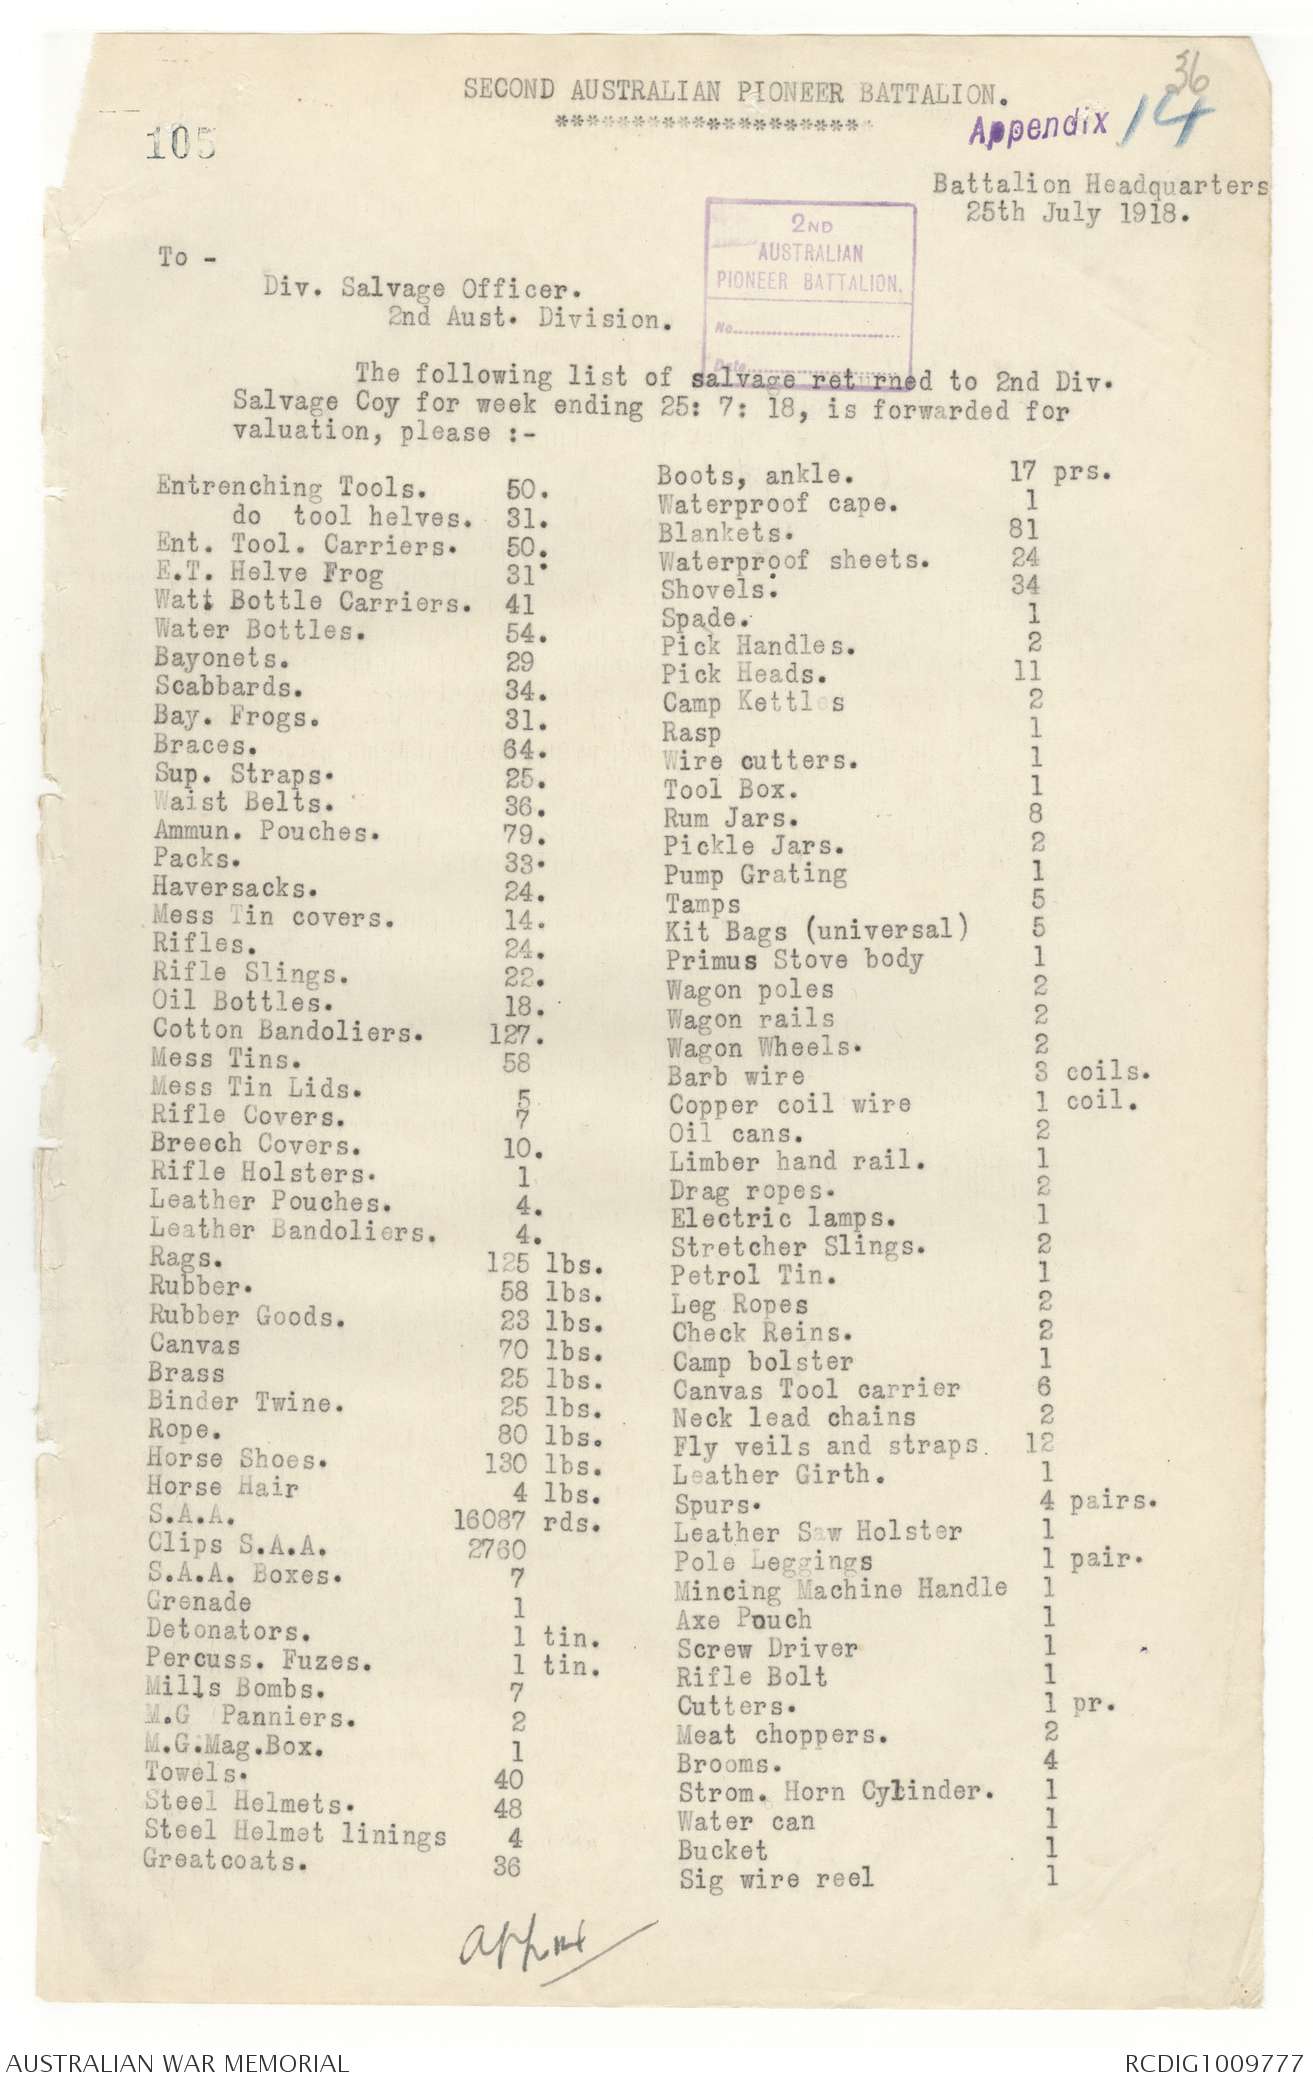 36
SECOND AUSTRALIAN PIONEER BATTALION.
*********************
Appendix 14
105
Battalion Headquarters
25th July 1918.
2ND
AUSTRALIAN
PIONEER BATTALION.
No.
Date
To -
Div. Salvage Officer.
2nd Aust. Division.
The following list of salvage returned to 2nd Div.
Salvage Coy for week ending 25: 7: 18, is forwarded for
valuation, please :-
Entrenching Tools. 50.
do tool helves. 31.
Ent. Tool. Carriers. 50.
E.T. Helve Frog 31.
Watt Bottle Carriers. 41
Water Bottles. 54.
Bayonets. 29
Scabbards. 34.
Bay. Frogs. 31.
Braces. 64.
Sup. Straps. 25.
Waist Belts. 36.
Ammun. Pouches. 79.
Packs. 33.
Haversacks. 24.
Mess Tin covers. 14.
Rifles. 24.
Rifle Slings. 22.
Oil Bottles. 18.
Cotton Bandoliers. 127.
Mess Tins. 58
Mess Tin Lids. 5
Rifle Covers. 7
Breech Covers. 10.
Rifle Holsters. 1
Leather Pouches. 4.
Leather Bandoliers. 4.
Rags. 125 lbs.
Rubber. 58 lbs.
Rubber Goods. 23 lbs.
Canvas 70 lbs.
Brass 25 lbs.
Binder Twine. 25 lbs.
Rope. 80 lbs.
Horse Shoes. 130 lbs.
Horse Hair 4 lbs.
S.A.A. 16087 rds.
Clips S.A.A. 2760
S.A.A. Boxes. 7
Grenade 1
Detonators. 1 tin.
Percuss. Fuzes. 1 tin.
Mills Bombs. 7
M.G Panniers. 2
M.G.Mag.Box. 1
Towels. 40
Steel Helmets. 48
Steel Helmet linings 4
Greatcoats. 36
Boots, ankle. 17 prs.
Waterproof cape. 1
Blankets. 81
Waterproof sheets. 24
Shovels. 34
Spade. 1
Pick Handles. 2
Pick Heads. 11
Camp Kettles 2
Rasp 1
Wire cutters. 1
Tool Box. 1
Rum Jars. 8
Pickle Jars. 2
Pump Grating 1
Tamps 5
Kit Bags (universal) 5
Primus Stove body 1
Wagon poles 2
Wagon rails 2
Wagon Wheels. 2
Barb wire 3 coils.
Copper coil wire 1 coil.
Oil cans. 2
Limber hand rail. 1
Drag ropes. 2
Electric lamps. 1
Stretcher Slings. 2
Petrol Tin. 1
Leg Ropes 2
Check Reins. 2
Camp bolster 1
Canvas Tool carrier 6
Neck lead chains 2
Fly veils and straps. 12
Leather Girth. 1
Spurs. 4 pairs.
Leather Saw Holster 1
Pole Leggings 1 pair.
Mincing Machine Handle 1
Axe Pouch 1
Screw Driver 1
Rifle Bolt 1
Cutters. 1 pr.
Meat choppers. 2
Brooms. 4
Strom. Horn Cylinder. 1
Water can 1
Bucket 1
Sig wire reel 1
AUSTRALIAN WAR MEMORIAL
RCDIG1009777